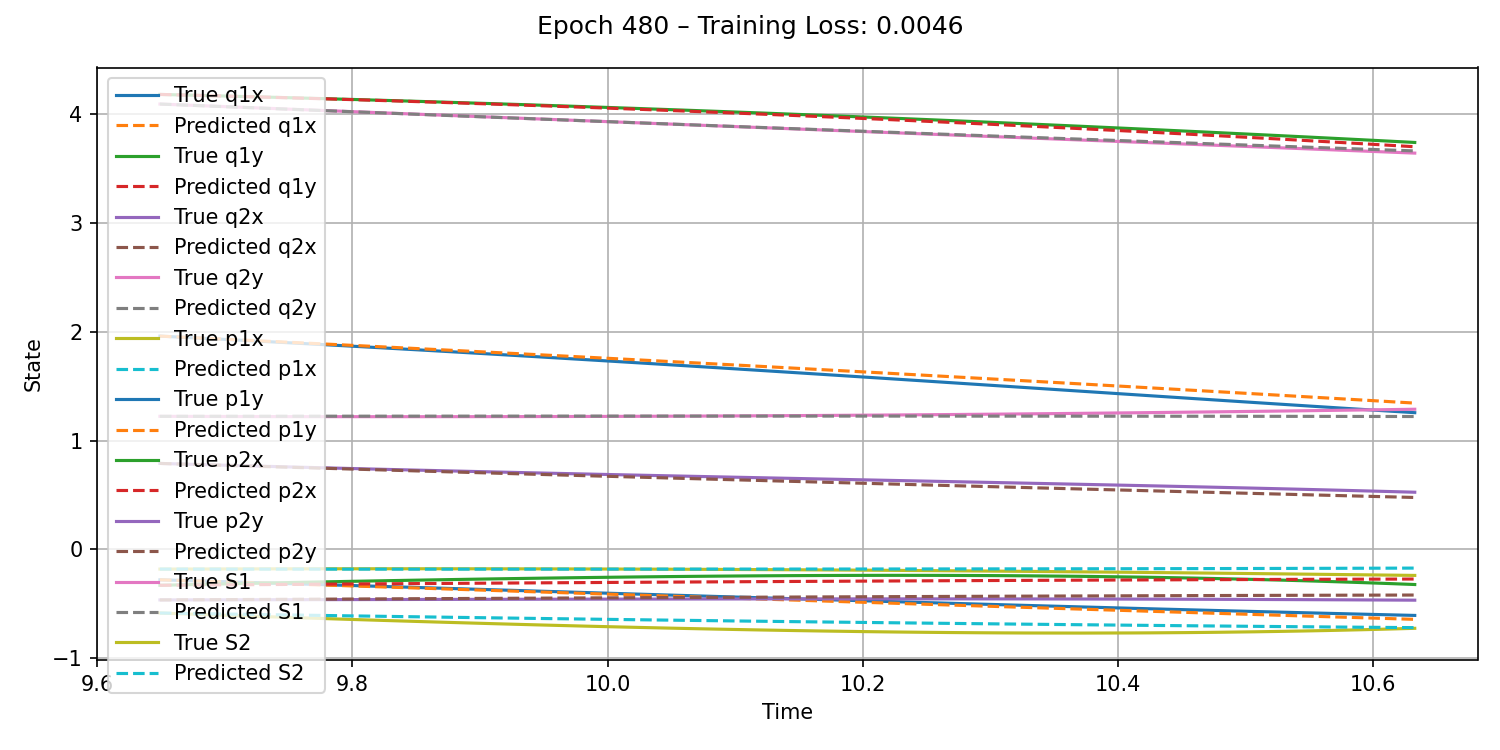 Epoch 480 – Training Loss: 0.0046
State
4
3
2
1
0
−1
True q1x
Predicted q1x
True q1y
Predicted q1y
True q2x
Predicted q2x
True q2y
Predicted q2y
True p1x
Predicted p1x
True p1y
Predicted p1y
True p2x
Predicted p2x
True p2y
Predicted p2y
True S1
Predicted S1
True S2
Predicted S2
9.6 9.8 10.0 10.2 10.4 10.6
Time